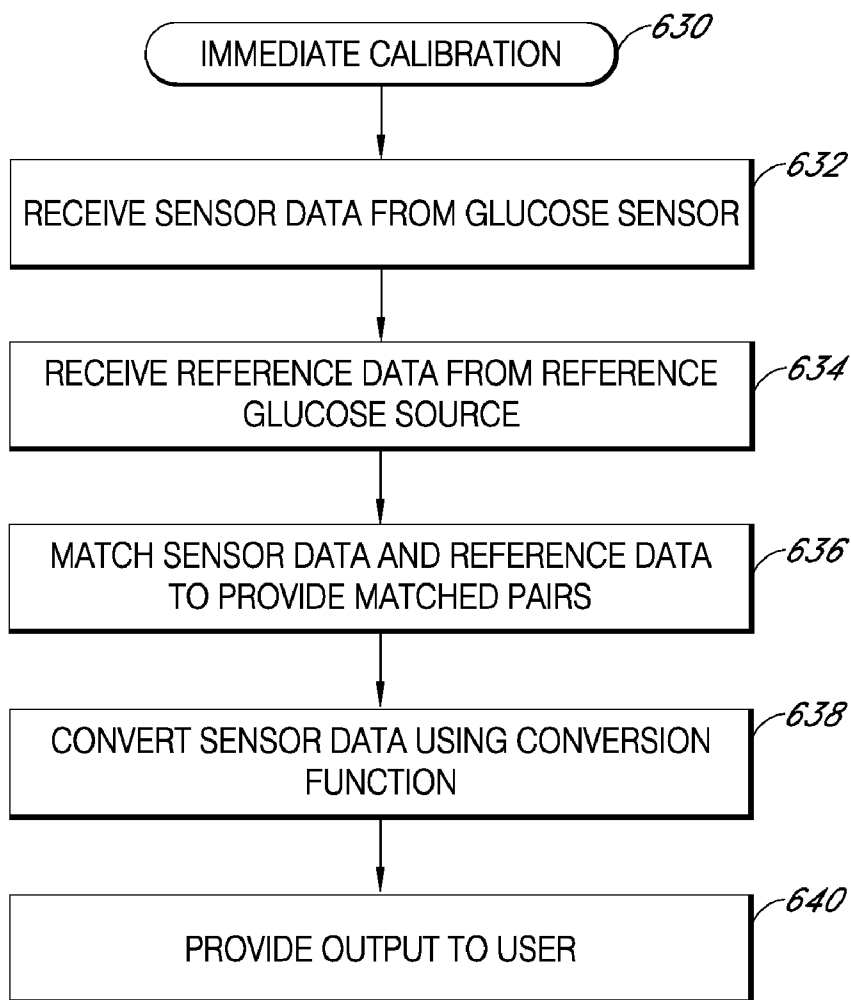 630
IMMEDIATE CALIBRATION
632
RECEIVE SENSOR DATA FROM GLUCOSE SENSOR
634
RECEIVE REFERENCE DATA FROM REFERENCE
GLUCOSE SOURCE
636
MATCH SENSOR DATA AND REFERENCE DATA
TO PROVIDE MATCHED PAIRS
638
CONVERT SENSOR DATA USING CONVERSION
FUNCTION
640
PROVIDE OUTPUT TO USER